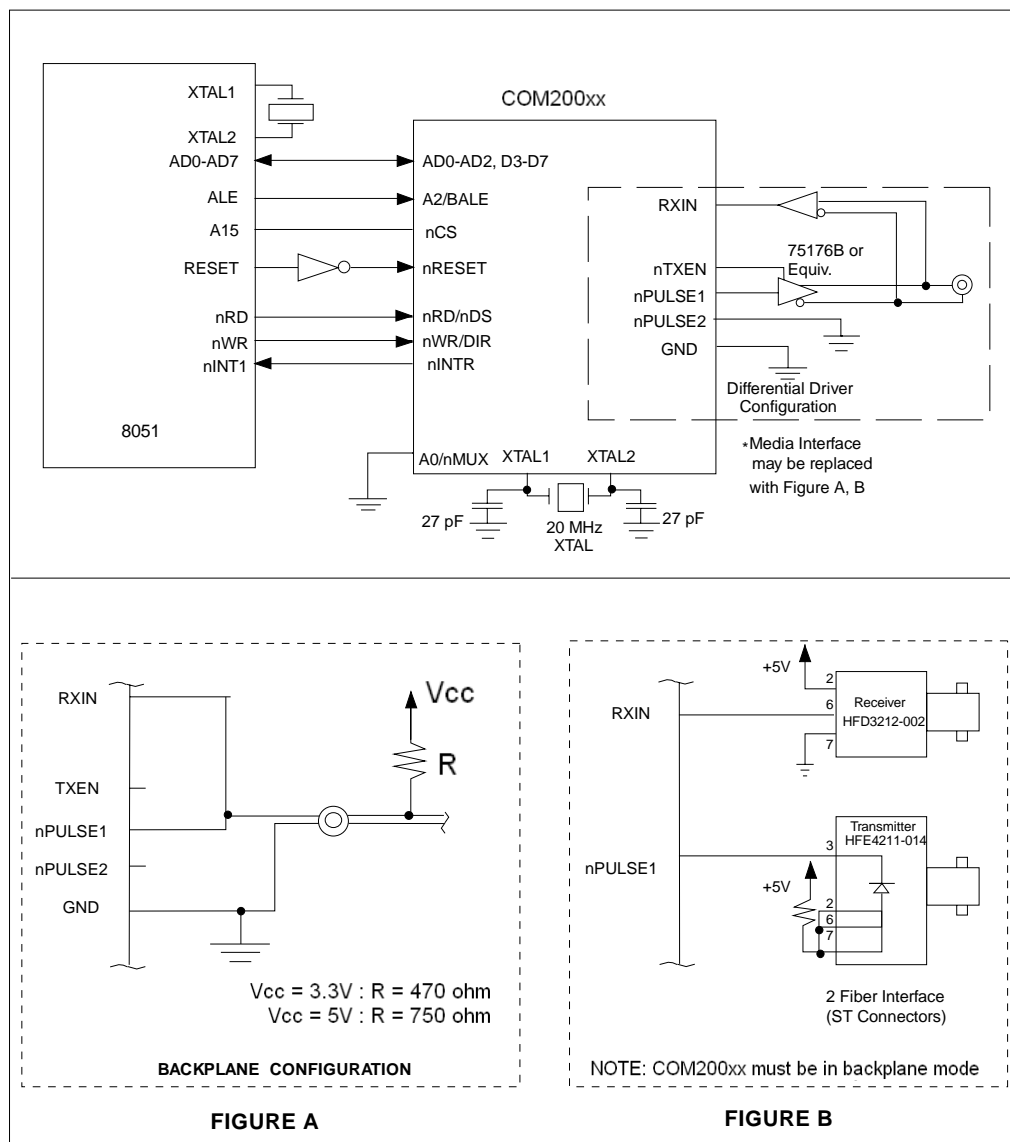 COM200xx
XTAL1
XTAL2
AD0-AD7
ALE
A15
RESET
nRD
nWR
nINT1
8051
AD0-AD2, D3-D7
A2/BALE
nCS
nRESET
nRD/nDS
nWR/DIR
nINTR
A0/nMUX
XTAL1
XTAL2
27 pF
20 MHz
XTAL
27 pF
RXIN
nTXEN
nPULSE1
nPULSE2
GND
75176B or
Equiv.
Differential Driver
Configuration
*Media Interface
may be replaced
with Figure A, B
RXIN
TXEN
nPULSE1
nPULSE2
GND
Vcc
R
Vcc = 3.3V : R = 470 ohm
Vcc = 5V : R = 750 ohm
BACKPLANE CONFIGURATION
FIGURE A
RXIN
nPULSE1
+5V
2
6
7
Receiver
HFD3212-002
Transmitter
HFE4211-014
3
+5V
2
6
7
2 Fiber Interface
(ST Connectors)
NOTE: COM200xx must be in backplane mode
FIGURE B